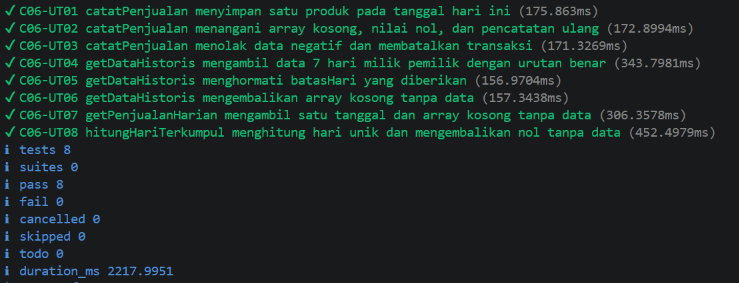 ✓ C06-UT01 catatPenjualan menyimpan satu produk pada tanggal hari ini (175.863ms)
✓ C06-UT02 catatPenjualan menangani array kosong, nilai nol, dan pencatatan ulang (172.8994ms)
✓ C06-UT03 catatPenjualan menolak data negatif dan membatalkan transaksi (171.3269ms)
✓ C06-UT04 getDataHistoris mengambil data 7 hari milik pemilik dengan urutan benar (343.7981ms)
✓ C06-UT05 getDataHistoris menghormati batasHari yang diberikan (156.9704ms)
✓ C06-UT06 getDataHistoris mengembalikan array kosong tanpa data (157.3438ms)
✓ C06-UT07 getPenjualanHarian mengambil satu tanggal dan array kosong tanpa data (306.3578ms)
✓ C06-UT08 hitungHariTerkumpul menghitung hari unik dan mengembalikan nol tanpa data (452.4979ms)
ℹ tests 8
ℹ suites 0
ℹ pass 8
ℹ fail 0
ℹ cancelled 0
ℹ skipped 0
ℹ todo 0
ℹ duration_ms 2217.9951